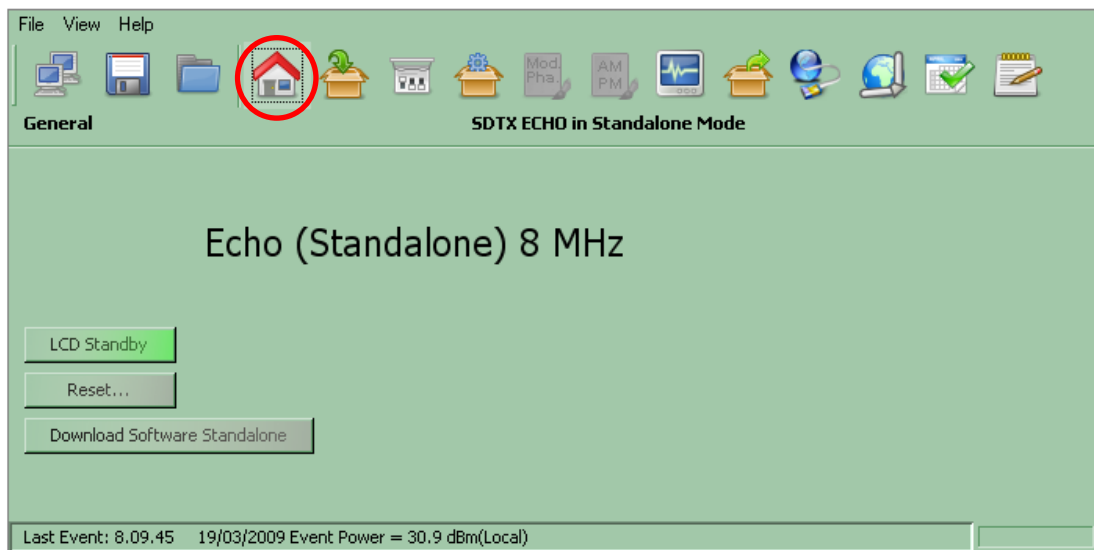 File View Help
Mod. Pha.
AM PM
General SDTX ECHO in Standalone Mode
Echo (Standalone) 8 MHz
LCD Standby
Reset...
Download Software Standalone
Last Event: 8.09.45 19/03/2009 Event Power = 30.9 dBm(Local)